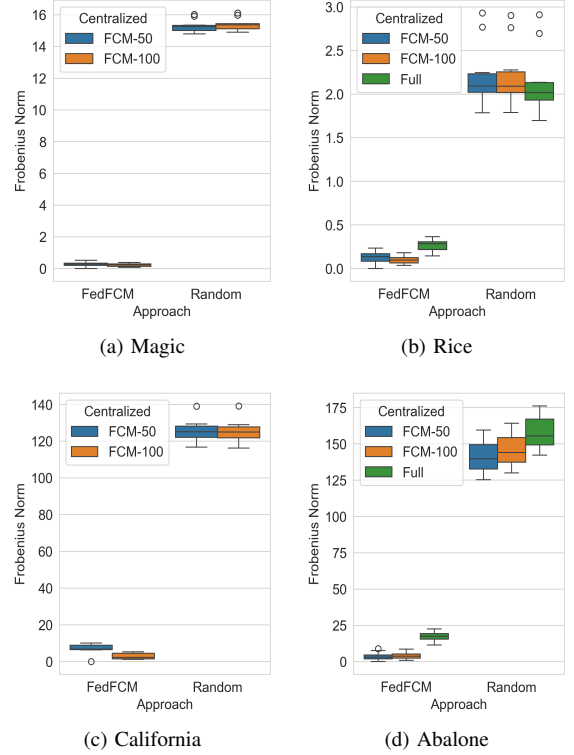 16
14
12
10
8
6
4
2
0
Frobenius Norm
Centralized
FCM-50
FCM-100
FedFCM
Random
Approach
(a) Magic
3.0
2.5
2.0
1.5
1.0
0.5
0.0
Frobenius Norm
Centralized
FCM-50
FCM-100
Full
FedFCM
Random
Approach
(b) Rice
140
120
100
80
60
40
20
0
Frobenius Norm
Centralized
FCM-50
FCM-100
FedFCM
Random
Approach
(c) California
175
150
125
100
75
50
25
0
Frobenius Norm
Centralized
FCM-50
FCM-100
Full
FedFCM
Random
Approach
(d) Abalone